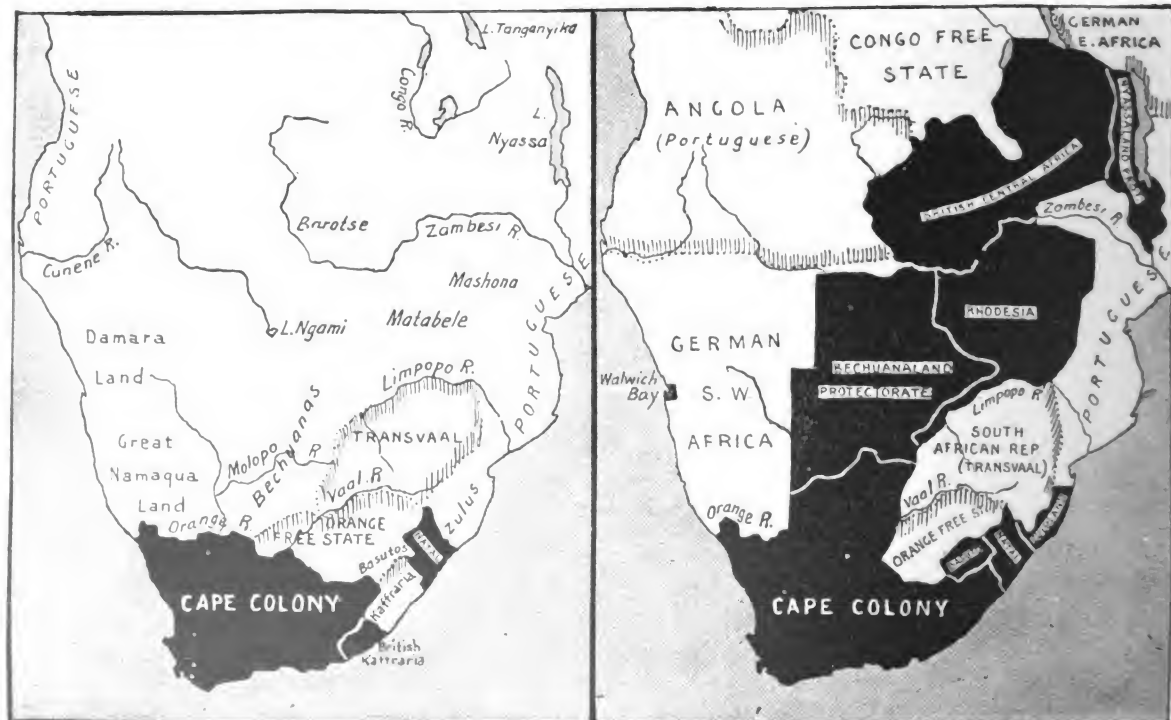 L. Tanganyika
Congo R.
L.
Nyassa
PORTUGUESE
Barotse
Zambesi R.
Cunene R.
Mashona
L. Ngami
Matabele
PORTUGUESE
Damara
Land
Limpopo R.
Great
Namaqua
Land
Molopo R
Bechuanas
TRANSVAAL
Vaal R
Orange R.
ORANGE
FREE STATE
Zulus
NATAL
Basutos
Kaffraria
CAPE COLONY
British
Kaffraria
GERMAN
E. AFRICA
CONGO FREE
STATE
ANGOLA
(Portuguese)
NYASSALAND PROT.
BRITISH CENTRAL AFRICA
Zambesi R
PORTUGUESE
RHODESIA
GERMAN
S. W.
AFRICA
Walwich
Bay
BECHUANALAND
PROTECTORATE
Limpopo R
SOUTH
AFRICAN REP
(TRANSVAAL)
Vaal R.
Orange R.
ORANGE FREE S.
NATAL
CAPE COLONY